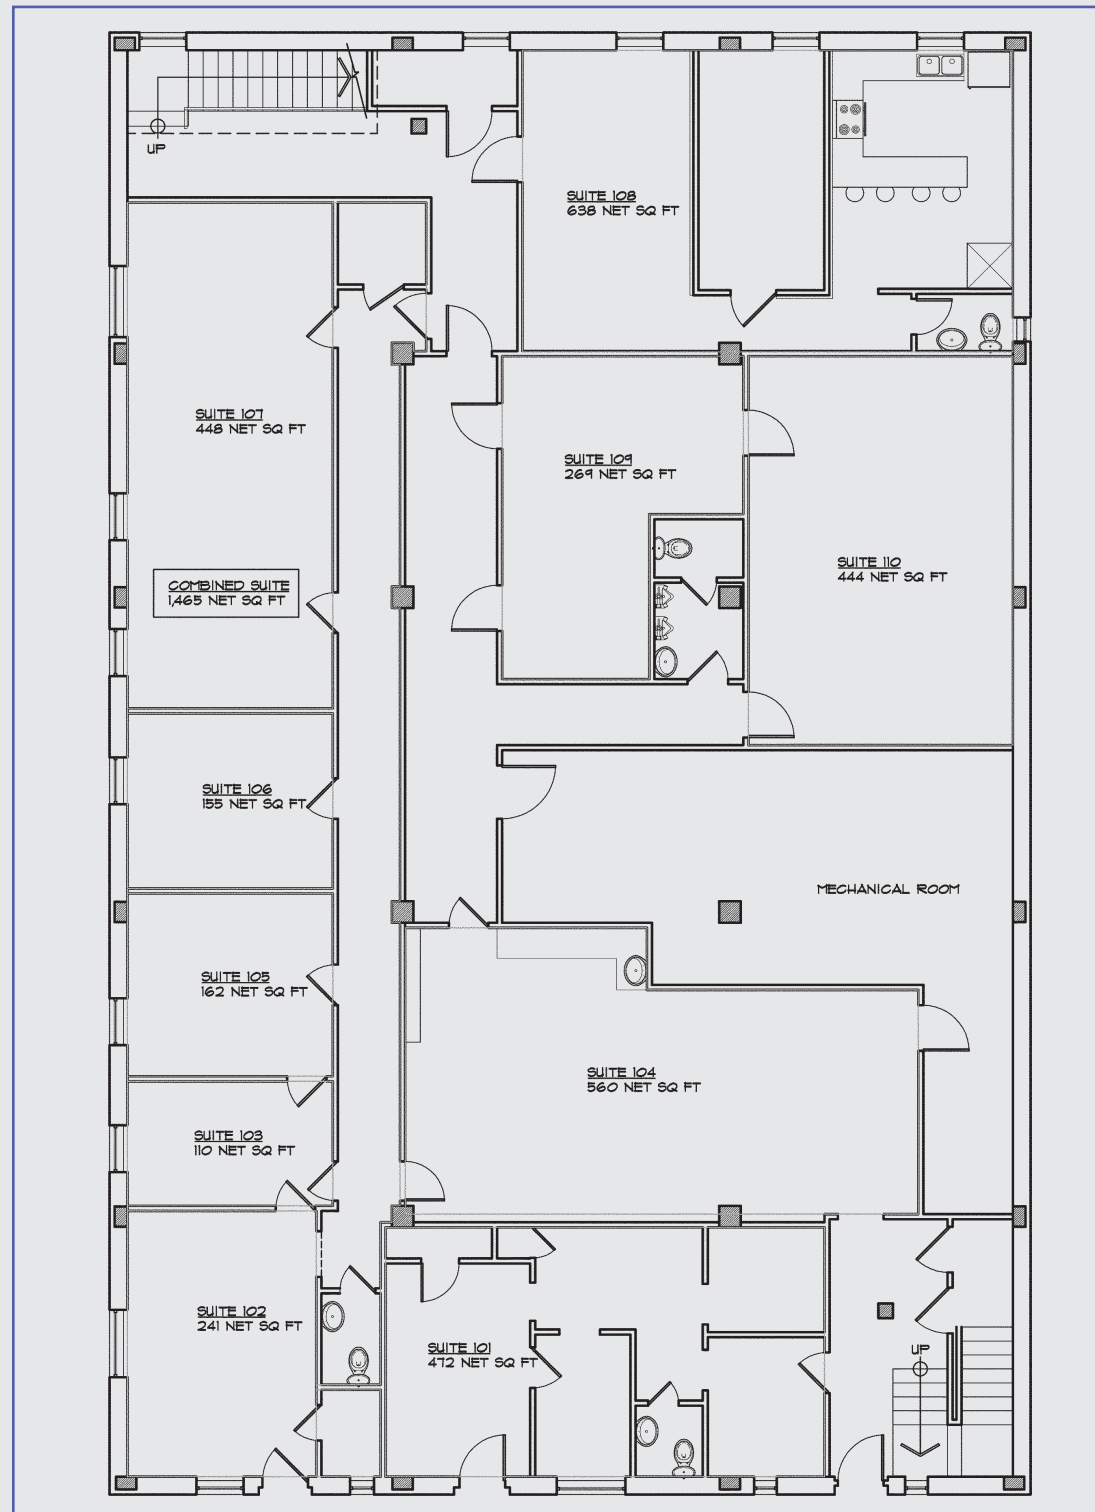 UP
SUITE 108
638 NET SQ FT
SUITE 107
448 NET SQ FT
SUITE 109
269 NET SQ FT
SUITE 110
444 NET SQ FT
COMBINED SUITE
1,465 NET SQ FT
SUITE 106
155 NET SQ FT
MECHANICAL ROOM
SUITE 105
162 NET SQ FT
SUITE 104
560 NET SQ FT
SUITE 103
110 NET SQ FT
SUITE 102
241 NET SQ FT
SUITE 101
472 NET SQ FT
UP